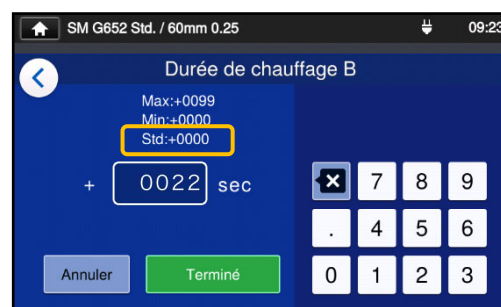 SM G652 Std. / 60mm 0.25 09:23
Durée de chauffage B
Max:+0099
Min:+0000
Std:+0000
+ 0022 sec
7 8 9
. 4 5 6
Annuler Terminé 0 1 2 3